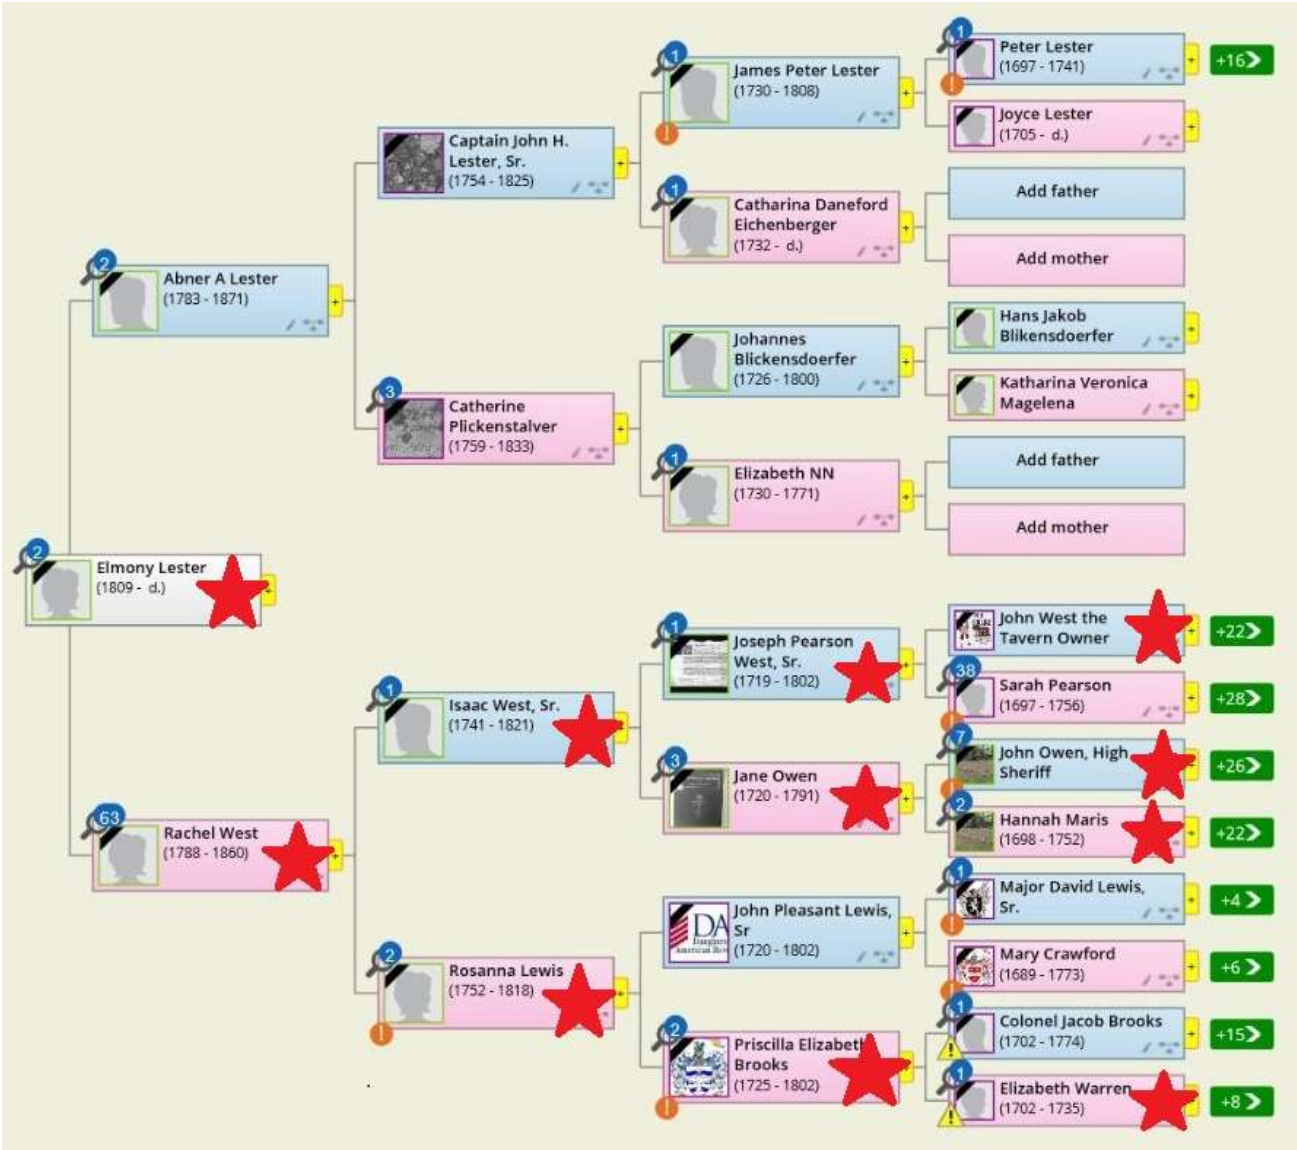 1
Peter Lester
(1697 - 1741)
+16
!
Joyce Lester
(1705 - d.)
1
James Peter Lester
(1730 - 1808)
!
Captain John H.
Lester, Sr.
(1754 - 1825)
Add father
1
Catharina Daneford
Eichenberger
(1732 - d.)
Add mother
2
Abner A Lester
(1783 - 1871)
Hans Jakob
Blikensdoerfer
Johannes
Blickensdoerfer
(1726 - 1800)
Katharina Veronica
Magelena
3
Catherine
Plickenstalver
(1759 - 1833)
Add father
1
Elizabeth NN
(1730 - 1771)
Add mother
2
Elmony Lester
(1809 - d.)
John West the
Tavern Owner
+22
1
Joseph Pearson
West, Sr.
(1719 - 1802)
38
Sarah Pearson
(1697 - 1756)
+28
!
1
Isaac West, Sr.
(1741 - 1821)
7
John Owen, High
Sheriff
+26
!
3
Jane Owen
(1720 - 1791)
2
Hannah Maris
(1698 - 1752)
+22
63
Rachel West
(1788 - 1860)
1
Major David Lewis,
Sr.
+4
!
DA
Daughters
American Rev
John Pleasant Lewis,
Sr
(1720 - 1802)
Mary Crawford
(1689 - 1773)
+6
!
2
Rosanna Lewis
(1752 - 1818)
!
1
Colonel Jacob Brooks
(1702 - 1774)
+15
!
2
Priscilla Elizabeth
Brooks
(1725 - 1802)
!
1
Elizabeth Warren
(1702 - 1735)
+8
!